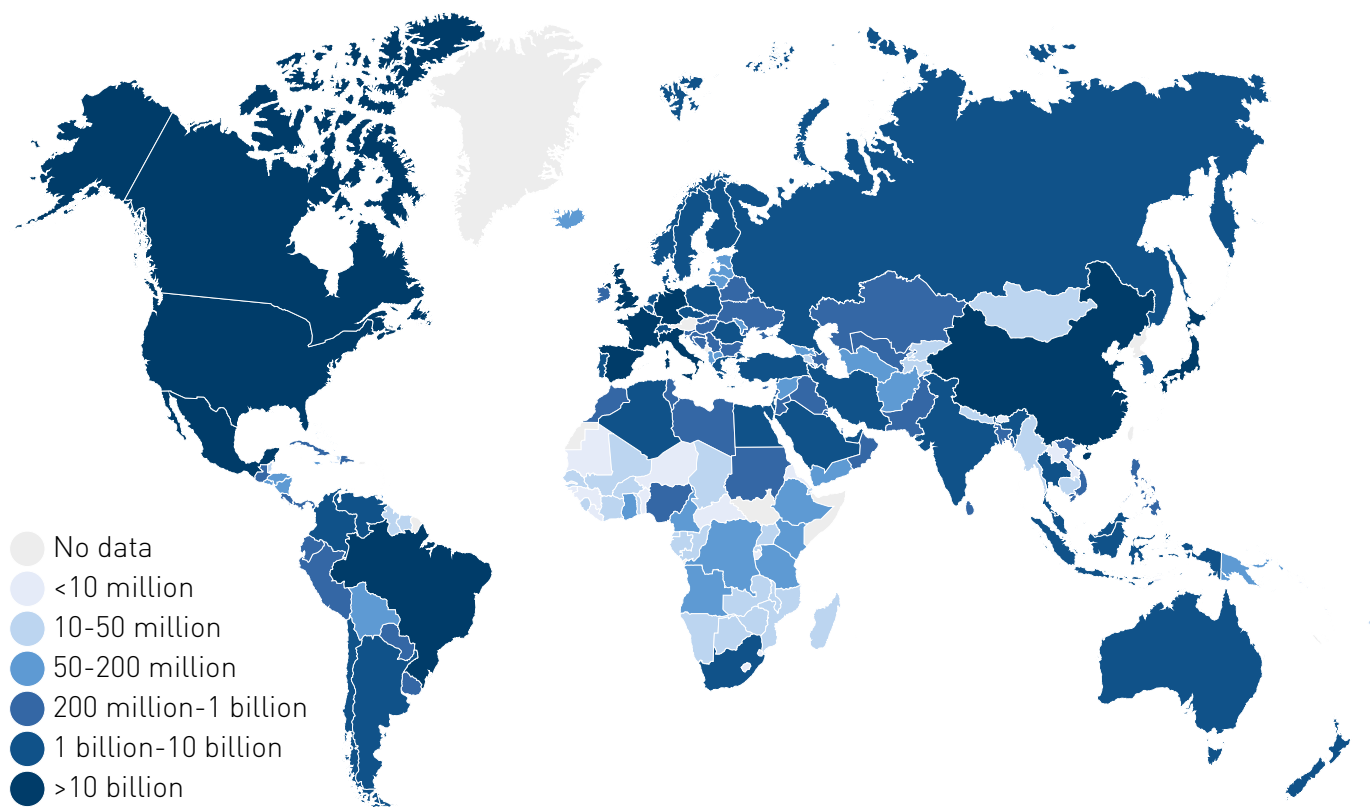 No data
<10 million
10-50 million
50-200 million
200 million-1 billion
1 billion-10 billion
>10 billion